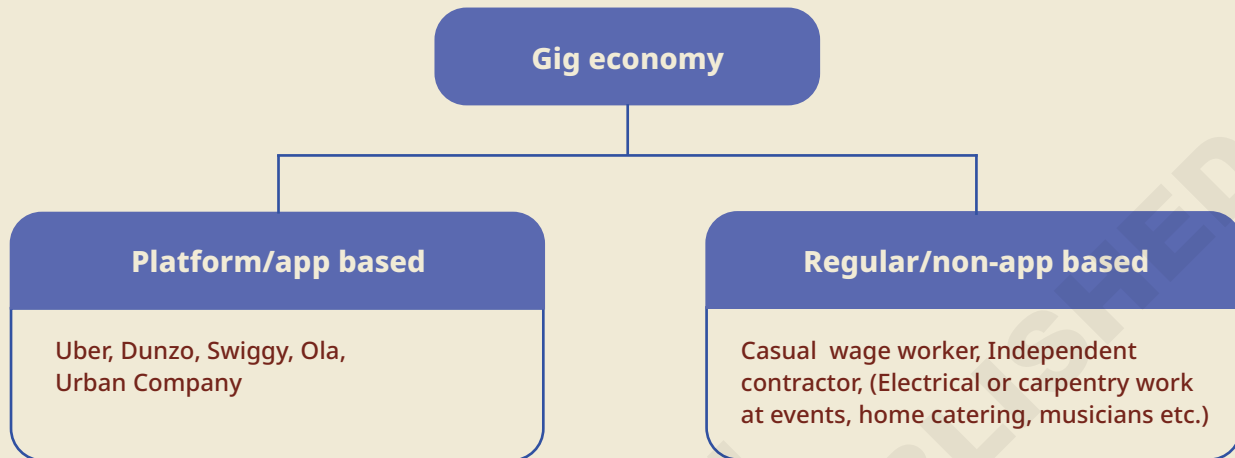 Gig economy
Platform/app based
Uber, Dunzo, Swiggy, Ola,
Urban Company
Regular/non-app based
Casual  wage worker, Independent
contractor, (Electrical or carpentry work
at events, home catering, musicians etc.)